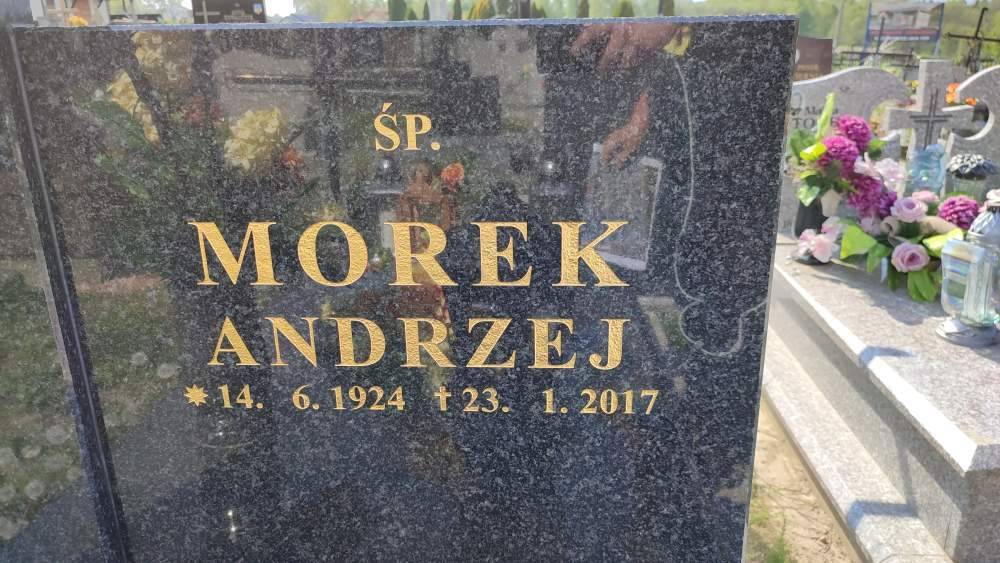 ŚP.
MOREK
ANDRZEJ
✷ 14. 6. 1924 ✝ 23. 1. 2017